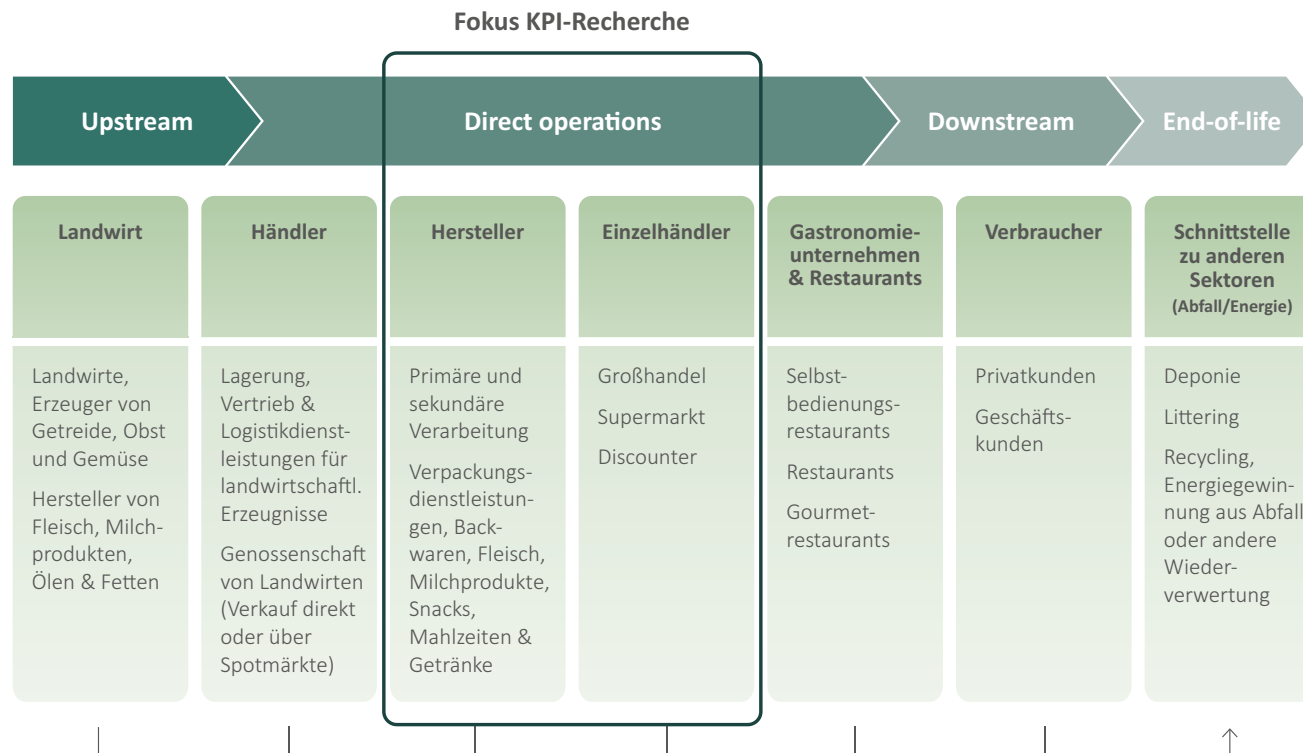 Fokus KPI-Recherche
Upstream
Direct operations
Downstream
End-of-life
Landwirt
Händler
Hersteller
Einzelhändler
Gastronomie-
unternehmen
& Restaurants
Verbraucher
Schnittstelle
zu anderen
Sektoren
(Abfall/Energie)
Landwirte,
Erzeuger von
Getreide, Obst
und Gemüse
Hersteller von
Fleisch, Milch-
produkten,
Ölen & Fetten
Lagerung,
Vertrieb &
Logistikdienst-
leistungen für
landwirtschaftl.
Erzeugnisse
Genossenschaft
von Landwirten
(Verkauf direkt
oder über
Spotmärkte)
Primäre und
sekundäre
Verarbeitung
Verpackungs-
dienstleistun-
gen, Back-
waren, Fleisch,
Milchprodukte,
Snacks,
Mahlzeiten &
Getränke
Großhandel
Supermarkt
Discounter
Selbst-
bedienungs-
restaurants
Restaurants
Gourmet-
restaurants
Privatkunden
Geschäfts-
kunden
Deponie
Littering
Recycling,
Energiegewin-
nung aus Abfall
oder andere
Wieder-
verwertung